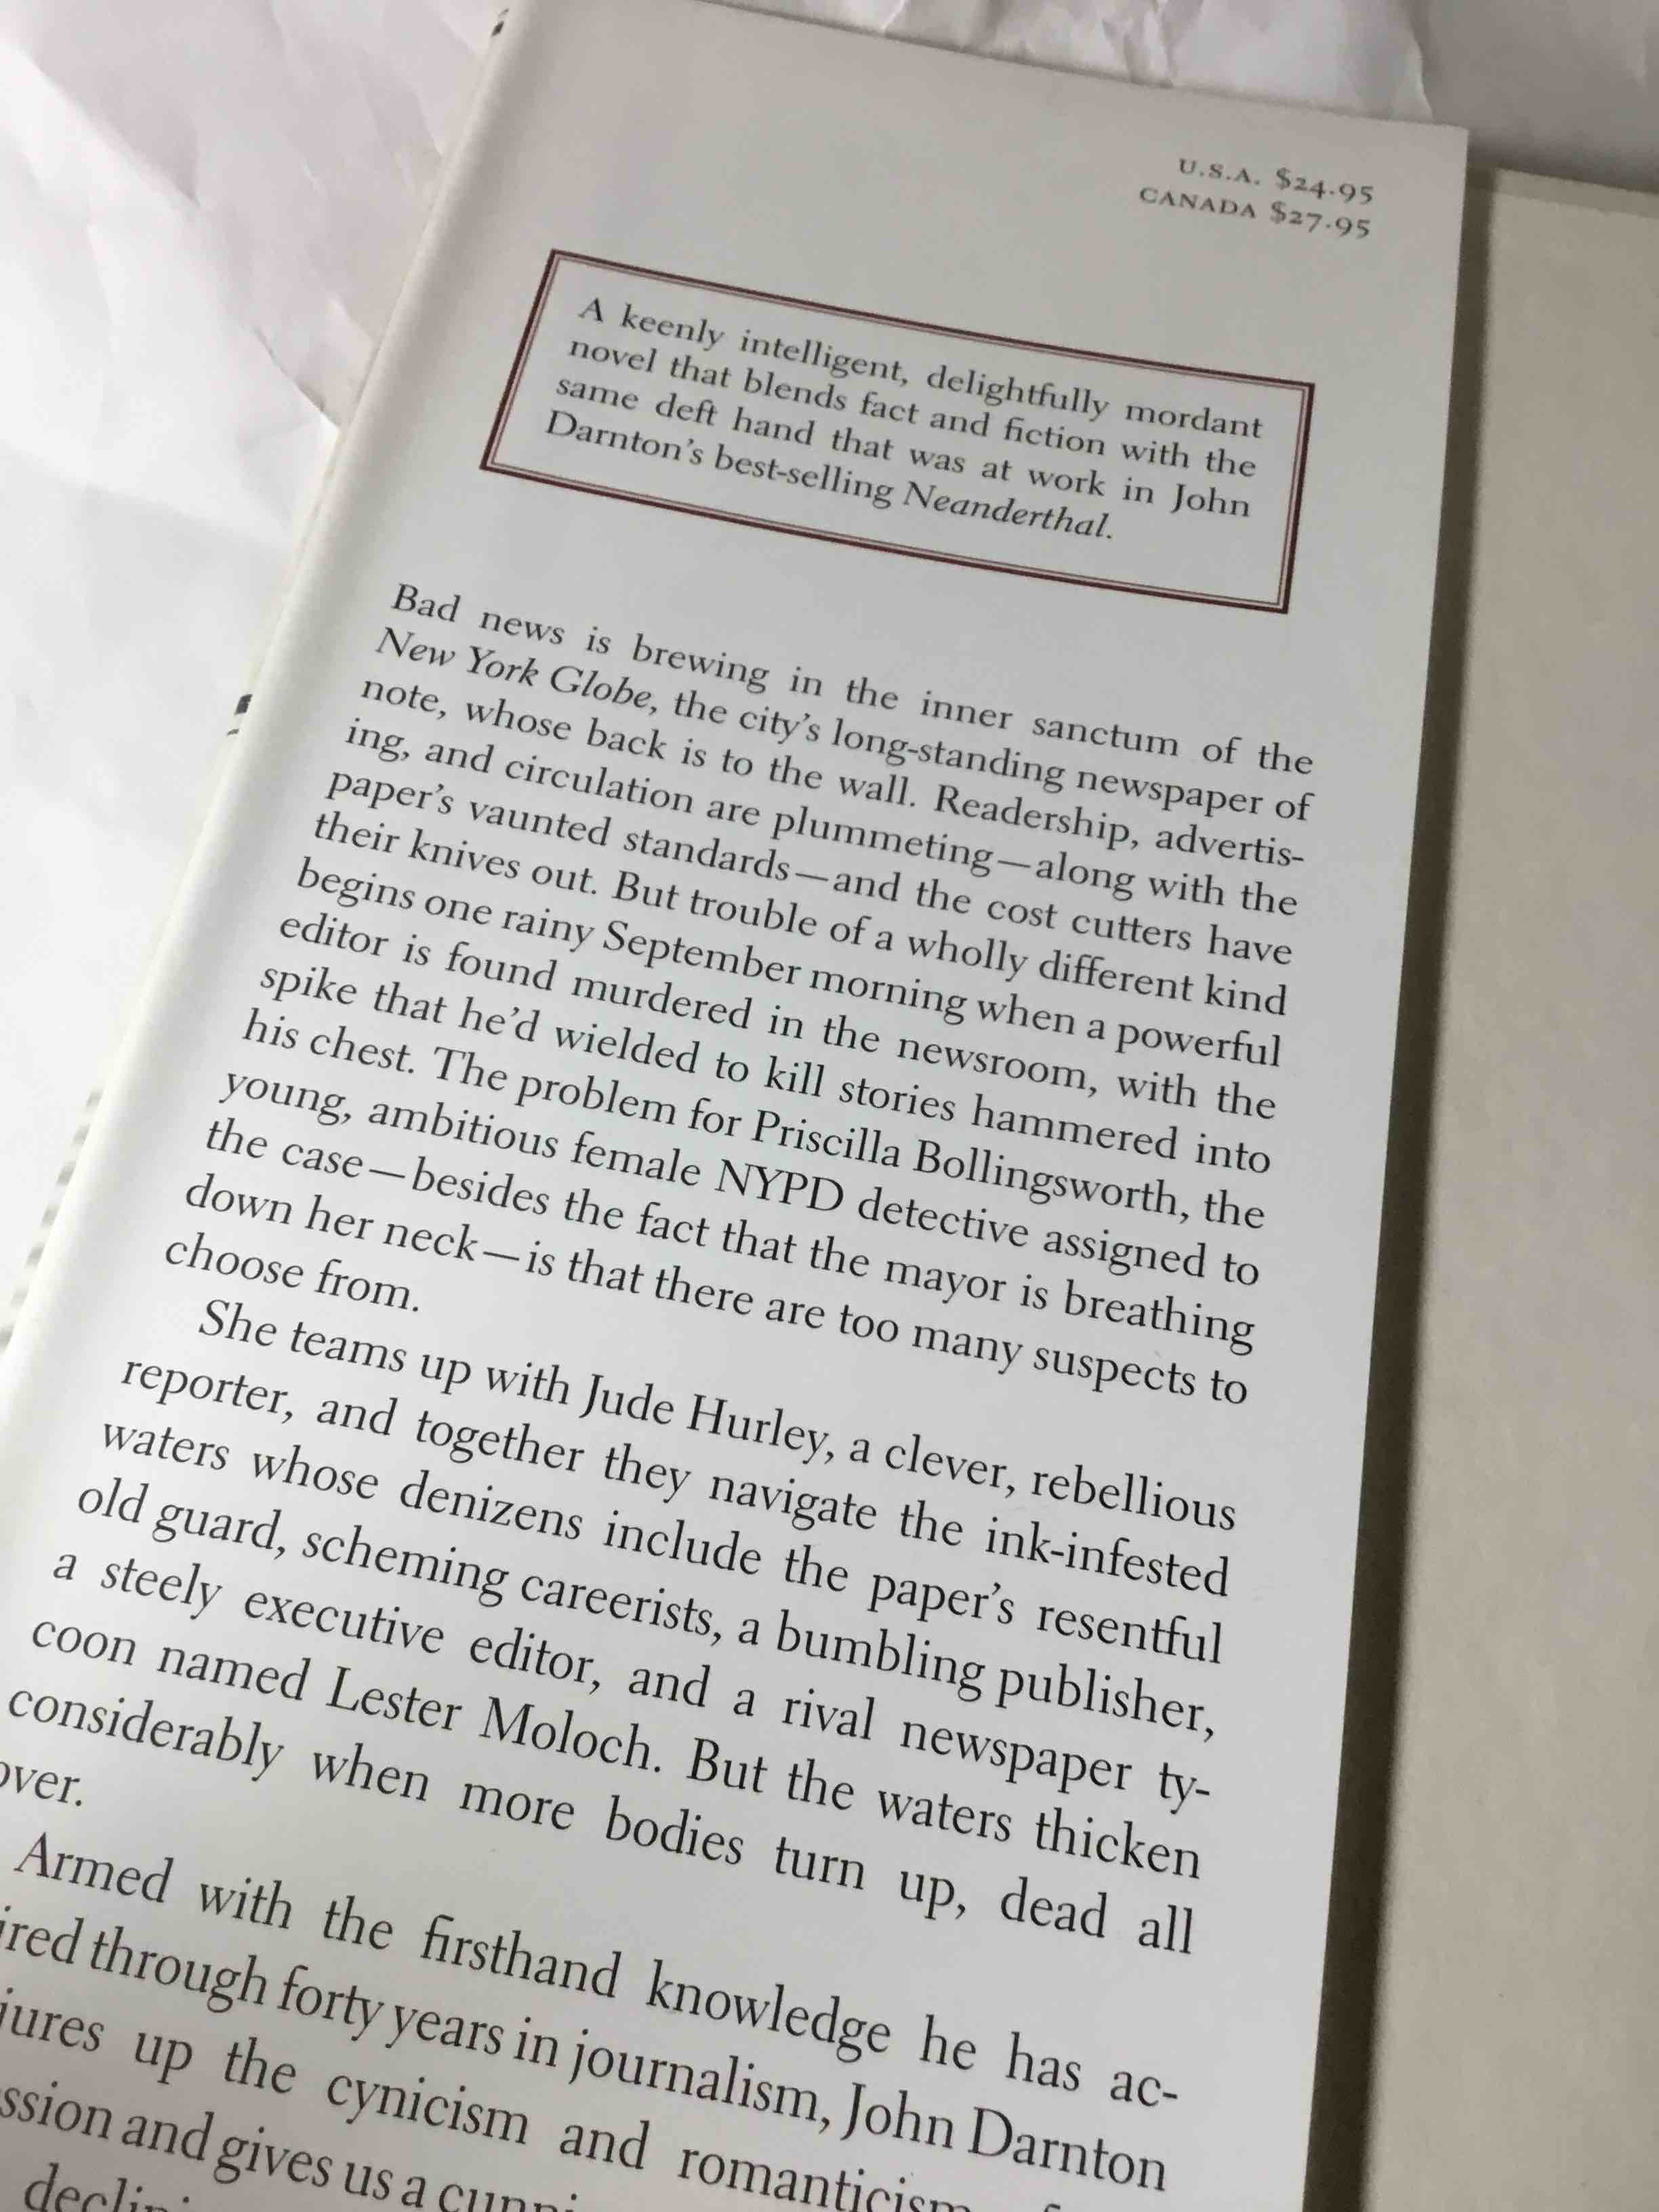 U.S.A. $24.95
CANADA $27.95
A keenly intelligent, delightfully mordant
novel that blends fact and fiction with the
same deft hand that was at work in John
Darnton's best-selling Neanderthal.
Bad news is brewing in the inner sanctum of the
New York Globe, the city's long-standing newspaper of
note, whose back is to the wall. Readership, advertis-
ing, and circulation are plummeting—along with the
paper's vaunted standards—and the cost cutters have
their knives out. But trouble of a wholly different kind
begins one rainy September morning when a powerful
editor is found murdered in the newsroom, with the
spike that he'd wielded to kill stories hammered into
his chest. The problem for Priscilla Bollingsworth, the
young, ambitious female NYPD detective assigned to
the case—besides the fact that the mayor is breathing
down her neck—is that there are too many suspects to
choose from.
She teams up with Jude Hurley, a clever, rebellious
reporter, and together they navigate the ink-infested
waters whose denizens include the paper's resentful
old guard, scheming careerists, a bumbling publisher,
a steely executive editor, and a rival newspaper ty-
coon named Lester Moloch. But the waters thicken
considerably when more bodies turn up, dead all
over.
Armed with the firsthand knowledge he has ac-
ired through forty years in journalism, John Darnton
jures up the cynicism and romanticism
ssion and gives us a